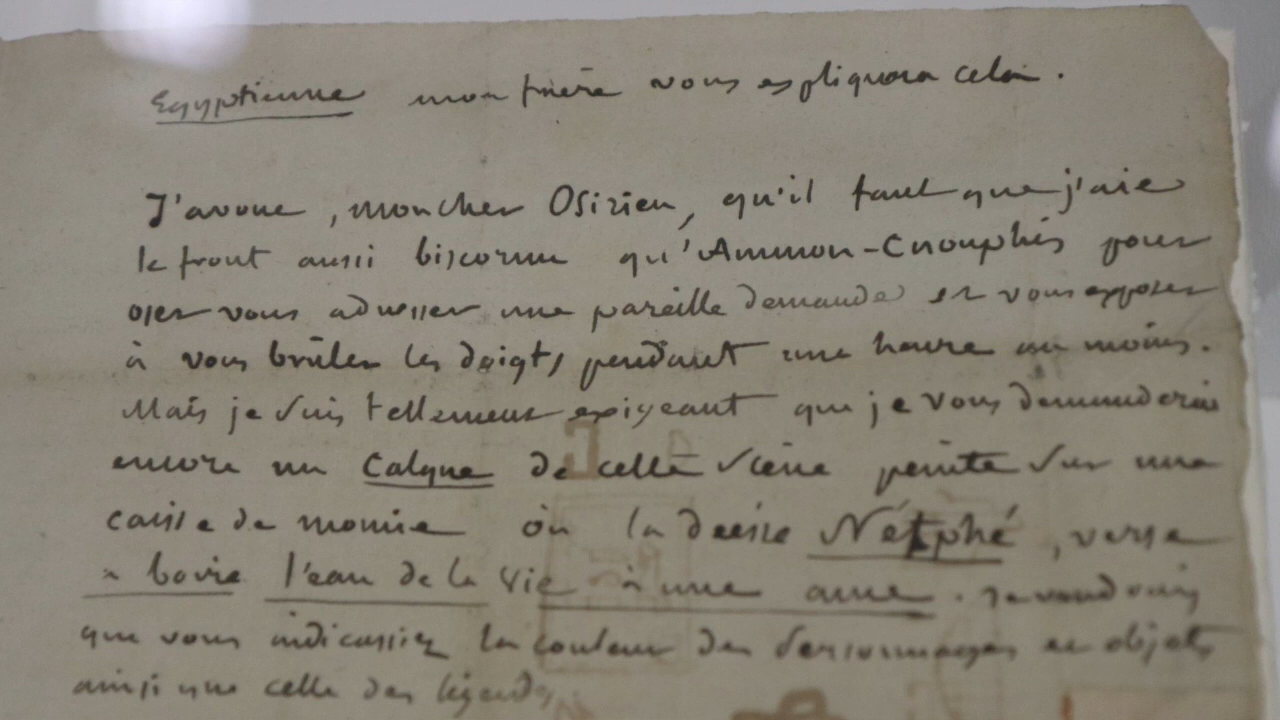 Egyptienne mon frère vous expliquera cela.
J'avoue, mon cher Osirien, qu'il faut que j'aie
le front aussi biscornu qu'Ammon-Cnouphis pour
oser vous adresser une pareille demande et vous exposer
à vous brûler les doigts pendant une heure au moins.
Mais je suis tellement exigeant que je vous demanderai
encore un Calque de cette scène peinte sur une
caisse de momie où la déesse Nétphé, verse
à boire l'eau de la vie à une ame. Je voudrais
que vous indicassiez la couleur des personnages et objets
ainsi que celle des légendes.